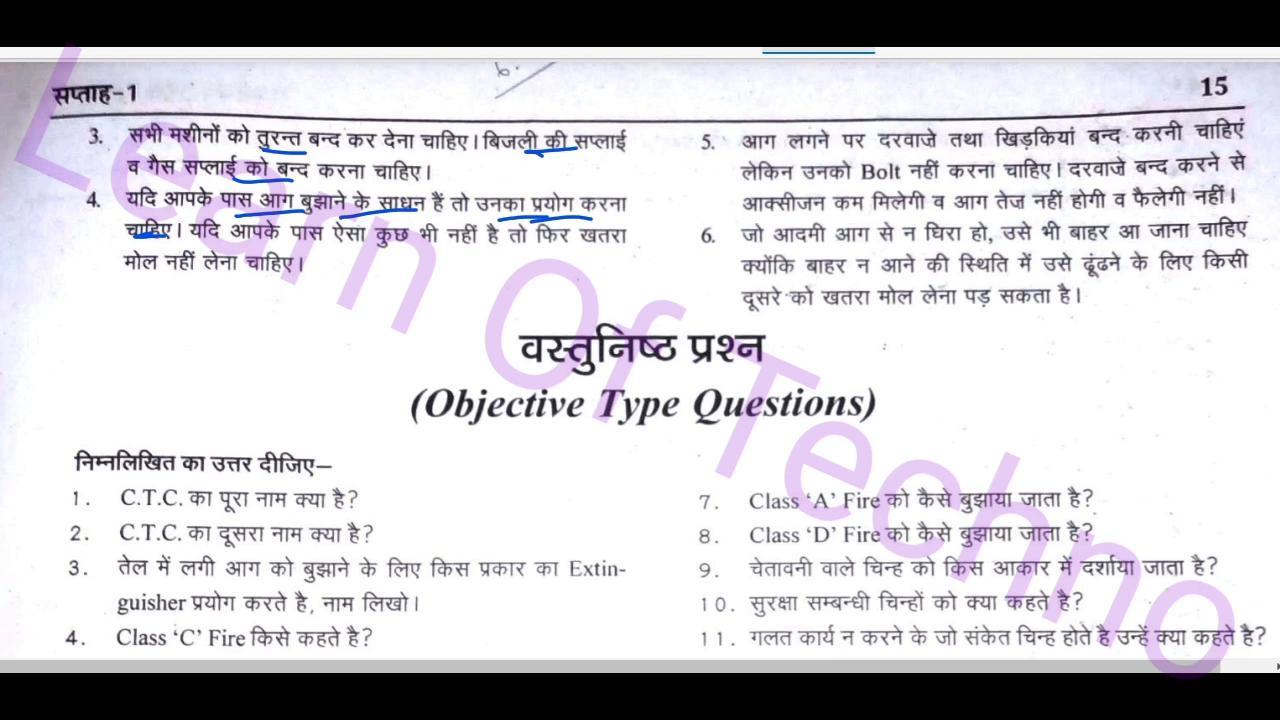 6.
सप्ताह-1
15
3. सभी मशीनों को तुरन्त बन्द कर देना चाहिए। बिजली की सप्लाई
व गैस सप्लाई को बन्द करना चाहिए।
4. यदि आपके पास आग बुझाने के साधन हैं तो उनका प्रयोग करना
चाहिए। यदि आपके पास ऐसा कुछ भी नहीं है तो फिर खतरा
मोल नहीं लेना चाहिए।
5. आग लगने पर दरवाजे तथा खिड़कियां बन्द करनी चाहिएं
लेकिन उनको Bolt नहीं करना चाहिए। दरवाजे बन्द करने से
आक्सीजन कम मिलेगी व आग तेज नहीं होगी व फैलेगी नहीं।
6. जो आदमी आग से न घिरा हो, उसे भी बाहर आ जाना चाहिए
क्योंकि बाहर न आने की स्थिति में उसे ढूंढने के लिए किसी
दूसरे को खतरा मोल लेना पड़ सकता है।
वस्तुनिष्ठ प्रश्न
(Objective Type Questions)
निम्नलिखित का उत्तर दीजिए—
1. C.T.C. का पूरा नाम क्या है?
2. C.T.C. का दूसरा नाम क्या है?
3. तेल में लगी आग को बुझाने के लिए किस प्रकार का Extin-
guisher प्रयोग करते है, नाम लिखो।
4. Class ‘C’ Fire किसे कहते है?
7. Class ‘A’ Fire को कैसे बुझाया जाता है?
8. Class ‘D’ Fire को कैसे बुझाया जाता है?
9. चेतावनी वाले चिन्ह को किस आकार में दर्शाया जाता है?
10. सुरक्षा सम्बन्धी चिन्हों को क्या कहते है?
11. गलत कार्य न करने के जो संकेत चिन्ह होते है उन्हें क्या कहते है?
Learn Of Techno